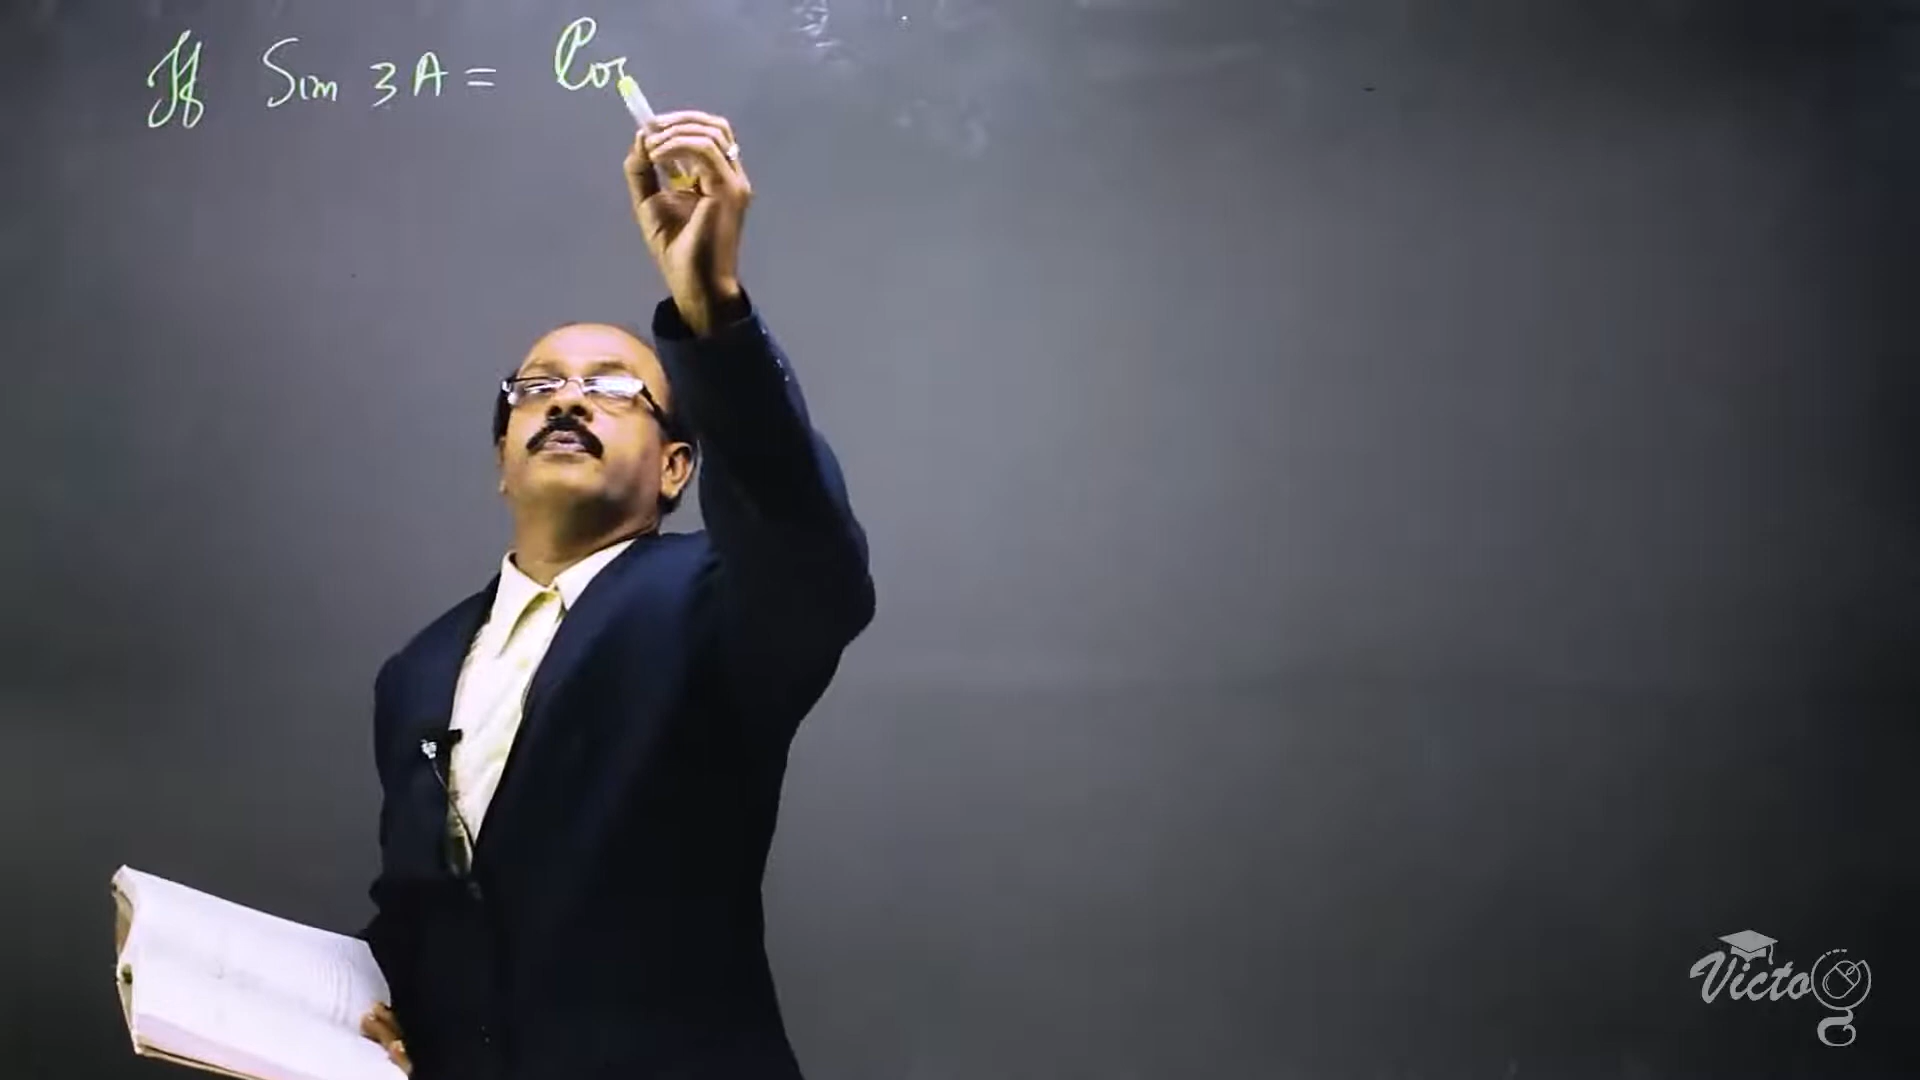 If Sin 3A = Cos
Victo